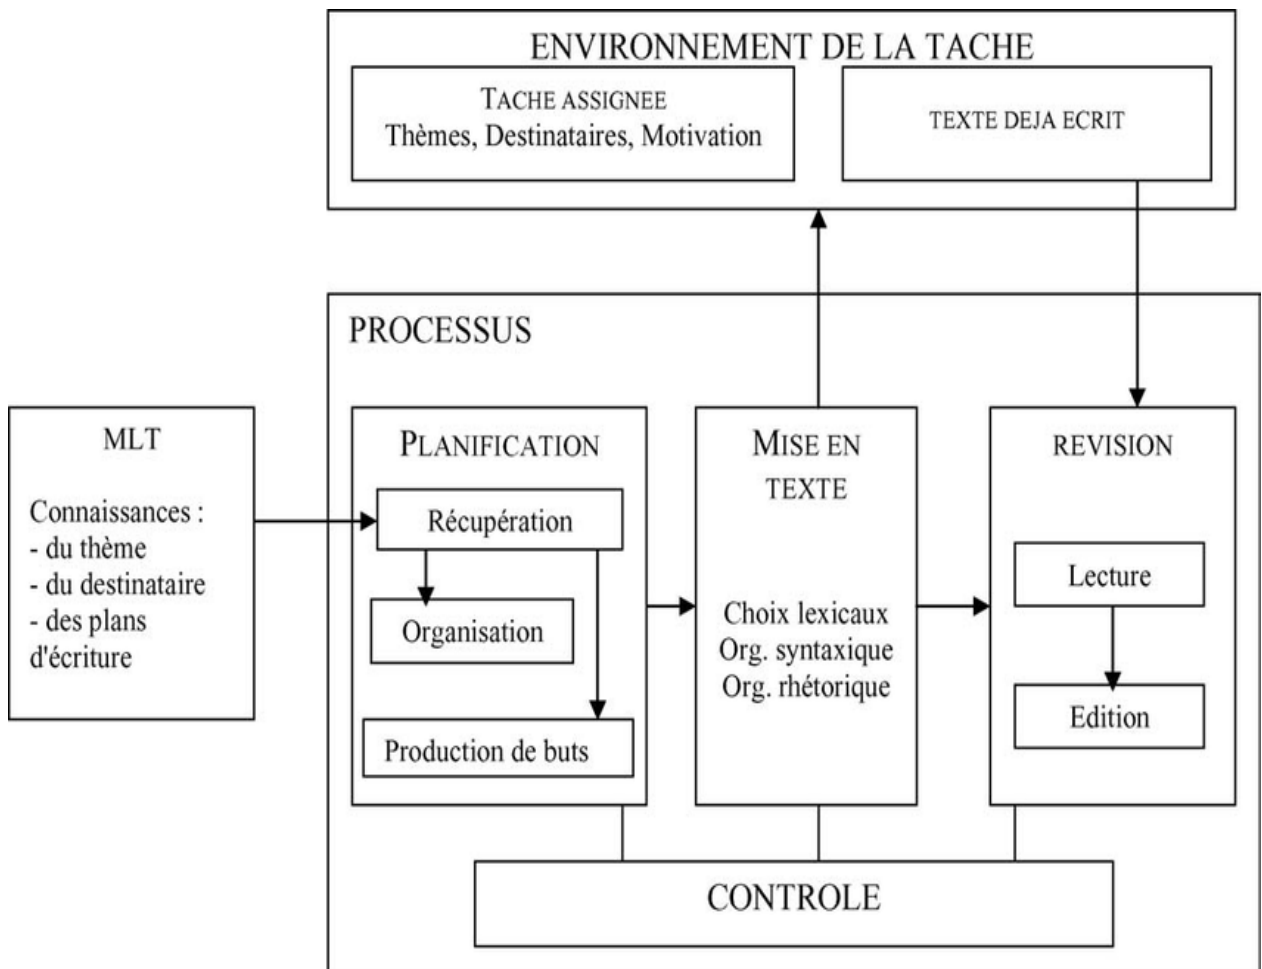 ENVIRONNEMENT DE LA TACHE
TACHE ASSIGNEE
Thèmes, Destinataires, Motivation
TEXTE DEJA ECRIT
PROCESSUS
MLT
Connaissances :
- du thème
- du destinataire
- des plans
d'écriture
PLANIFICATION
Récupération
Organisation
Production de buts
MISE EN
TEXTE
Choix lexicaux
Org. syntaxique
Org. rhétorique
REVISION
Lecture
Edition
CONTROLE